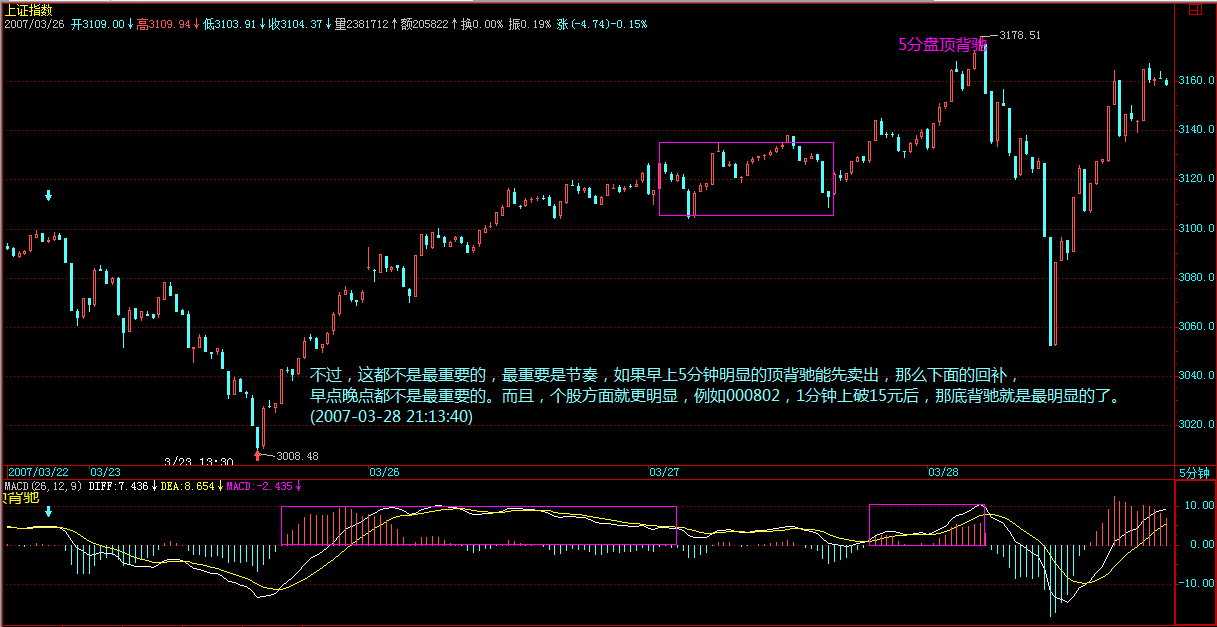 上证指数
2007/03/26 开3109.00↓高3109.94↓低3103.91↓收3104.37↓量2381712↑额205822↑换0.00% 振0.19% 涨(-4.74)-0.15%
5分盘顶背驰
3178.51
3160.0
3140.0
3120.0
3100.0
3080.0
3060.0
3040.0
3020.0
不过，这都不是最重要的，最重要是节奏，如果早上5分钟明显的顶背驰能先卖出，那么下面的回补，
早点晚点都不是最重要的。而且，个股方面就更明显，例如000802，1分钟上破15元后，那底背驰就是最明显的了。
(2007-03-28 21:13:40)
3008.48
3/23 13:30
2007/03/22 03/23 03/26 03/27 03/28 5分钟
MACD(26,12,9) DIFF:7.436↓DEA:8.654↓MACD:-2.435↓
背驰
10.00
0.00
-10.00